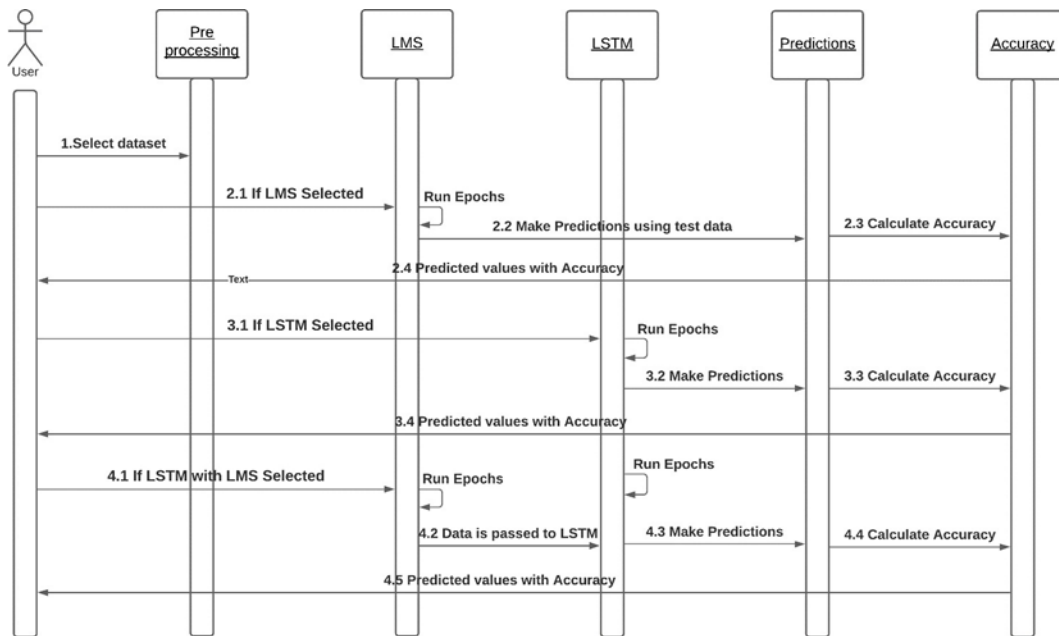 Pre
processing
LMS
LSTM
Predictions
Accuracy
User
1.Select dataset
2.1 If LMS Selected
Run Epochs
2.2 Make Predictions using test data
2.3 Calculate Accuracy
2.4 Predicted values with Accuracy
Text
3.1 If LSTM Selected
Run Epochs
3.2 Make Predictions
3.3 Calculate Accuracy
3.4 Predicted values with Accuracy
4.1 If LSTM with LMS Selected
Run Epochs
Run Epochs
4.2 Data is passed to LSTM
4.3 Make Predictions
4.4 Calculate Accuracy
4.5 Predicted values with Accuracy